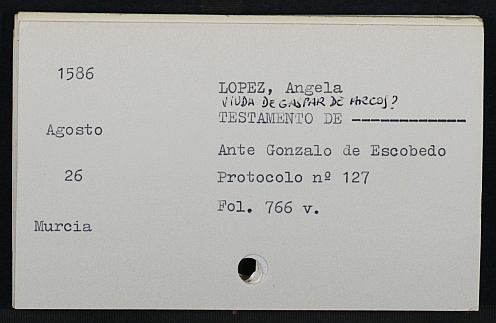 1586
LOPEZ, Angela
VIUDA DE GASPAR DE MARCOS?
TESTAMENTO DE ------------
Agosto
Ante Gonzalo de Escobedo
26
Protocolo nº 127
Fol. 766 v.
Murcia